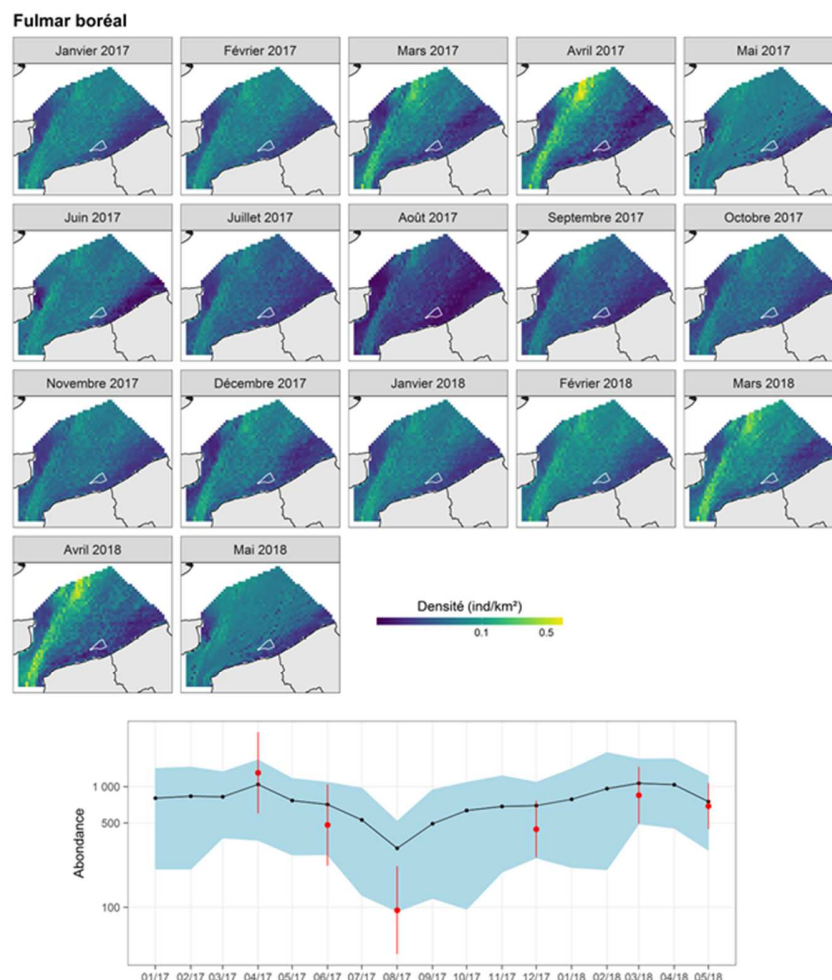 Fulmar boréal
Janvier 2017
Février 2017
Mars 2017
Avril 2017
Mai 2017
Juin 2017
Juillet 2017
Août 2017
Septembre 2017
Octobre 2017
Novembre 2017
Décembre 2017
Janvier 2018
Février 2018
Mars 2018
Avril 2018
Mai 2018
Densité (ind/km²)
0.1 0.5
Abondance
1 000
500
100
01/17 02/17 03/17 04/17 05/17 06/17 07/17 08/17 09/17 10/17 11/17 12/17 01/18 02/18 03/18 04/18 05/18